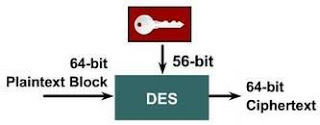 56-bit
64-bit
Plaintext Block
DES
64-bit
Ciphertext